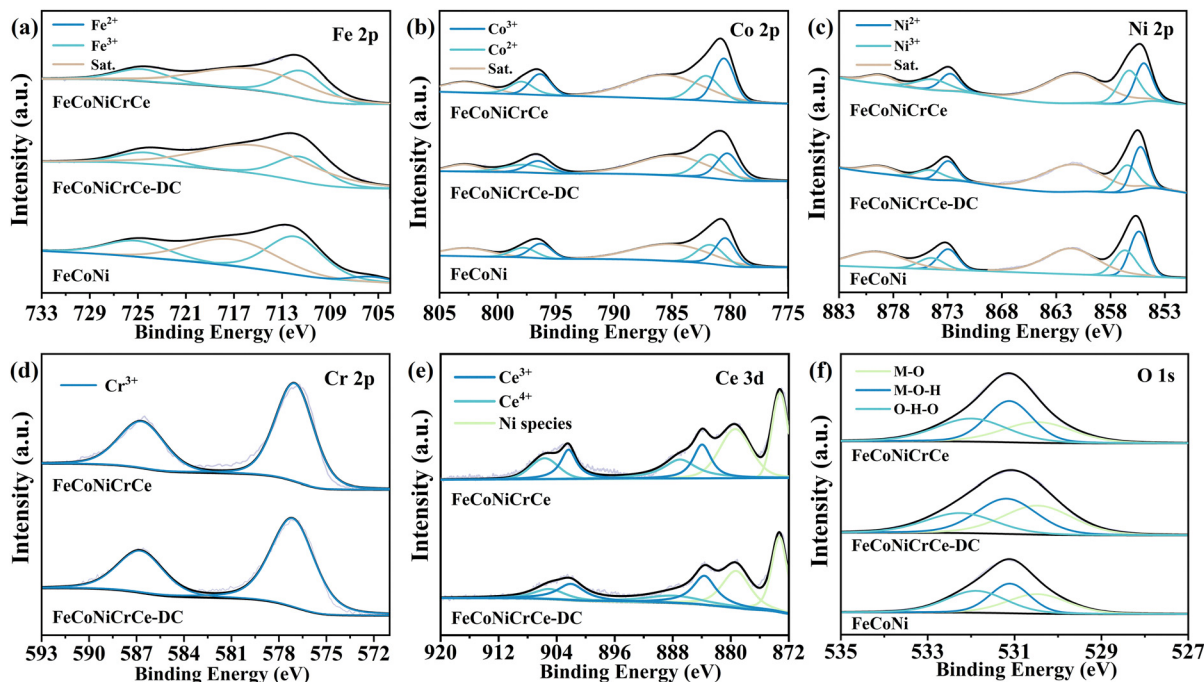 (a)
Fe 2p
Fe²⁺
Fe³⁺
Sat.
FeCoNiCrCe
FeCoNiCrCe-DC
FeCoNi
Intensity (a.u.)
733 729 725 721 717 713 709 705
Binding Energy (eV)
(b)
Co 2p
Co³⁺
Co²⁺
Sat.
FeCoNiCrCe
FeCoNiCrCe-DC
FeCoNi
Intensity (a.u.)
805 800 795 790 785 780 775
Binding Energy (eV)
(c)
Ni 2p
Ni²⁺
Ni³⁺
Sat.
FeCoNiCrCe
FeCoNiCrCe-DC
FeCoNi
Intensity (a.u.)
883 878 873 868 863 858 853
Binding Energy (eV)
(d)
Cr 2p
Cr³⁺
FeCoNiCrCe
FeCoNiCrCe-DC
Intensity (a.u.)
593 590 587 584 581 578 575 572
Binding Energy (eV)
(e)
Ce 3d
Ce³⁺
Ce⁴⁺
Ni species
FeCoNiCrCe
FeCoNiCrCe-DC
Intensity (a.u.)
920 912 904 896 888 880 872
Binding Energy (eV)
(f)
O 1s
M-O
M-O-H
O-H-O
FeCoNiCrCe
FeCoNiCrCe-DC
FeCoNi
Intensity (a.u.)
535 533 531 529 527
Binding Energy (eV)